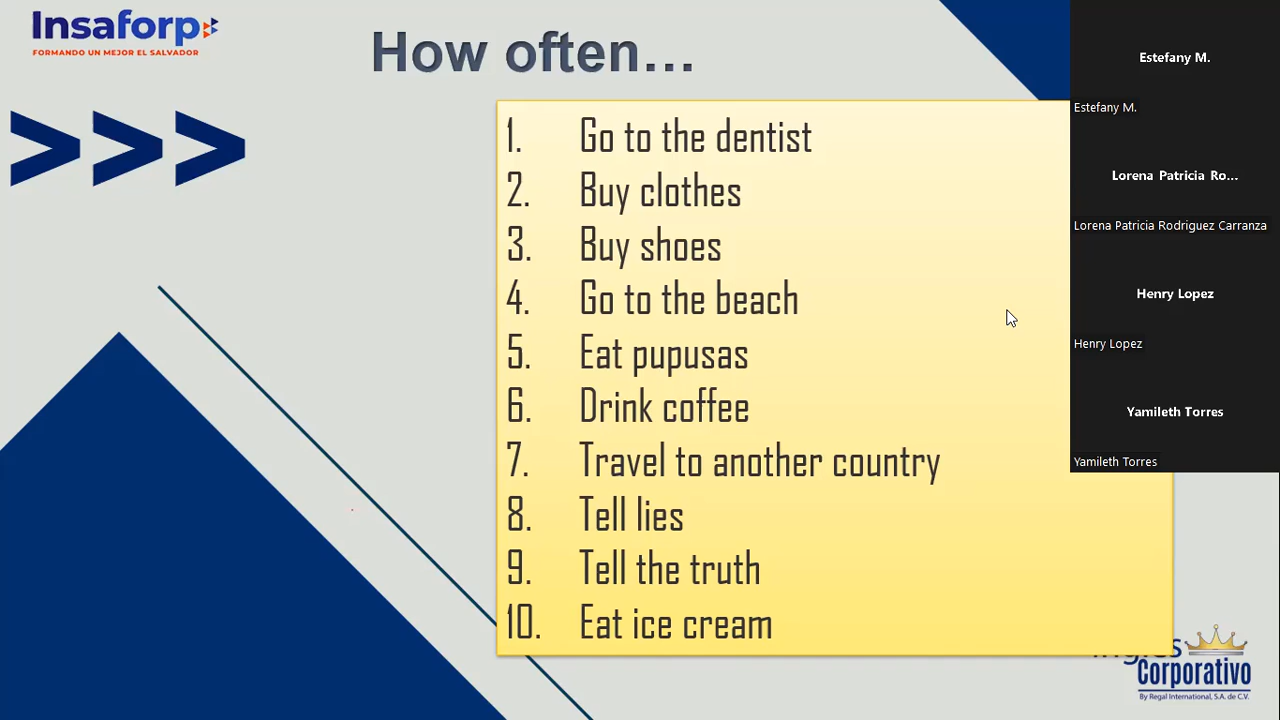 Insaforp
FORMANDO UN MEJOR EL SALVADOR
How often...
>>>
1. Go to the dentist
2. Buy clothes
3. Buy shoes
4. Go to the beach
5. Eat pupusas
6. Drink coffee
7. Travel to another country
8. Tell lies
9. Tell the truth
10. Eat ice cream
Estefany M.
Estefany M.
Lorena Patricia Ro...
Lorena Patricia Rodriguez Carranza
Henry Lopez
Henry Lopez
Yamileth Torres
Yamileth Torres
Corporativo
By Regal International, S.A. de C.V.